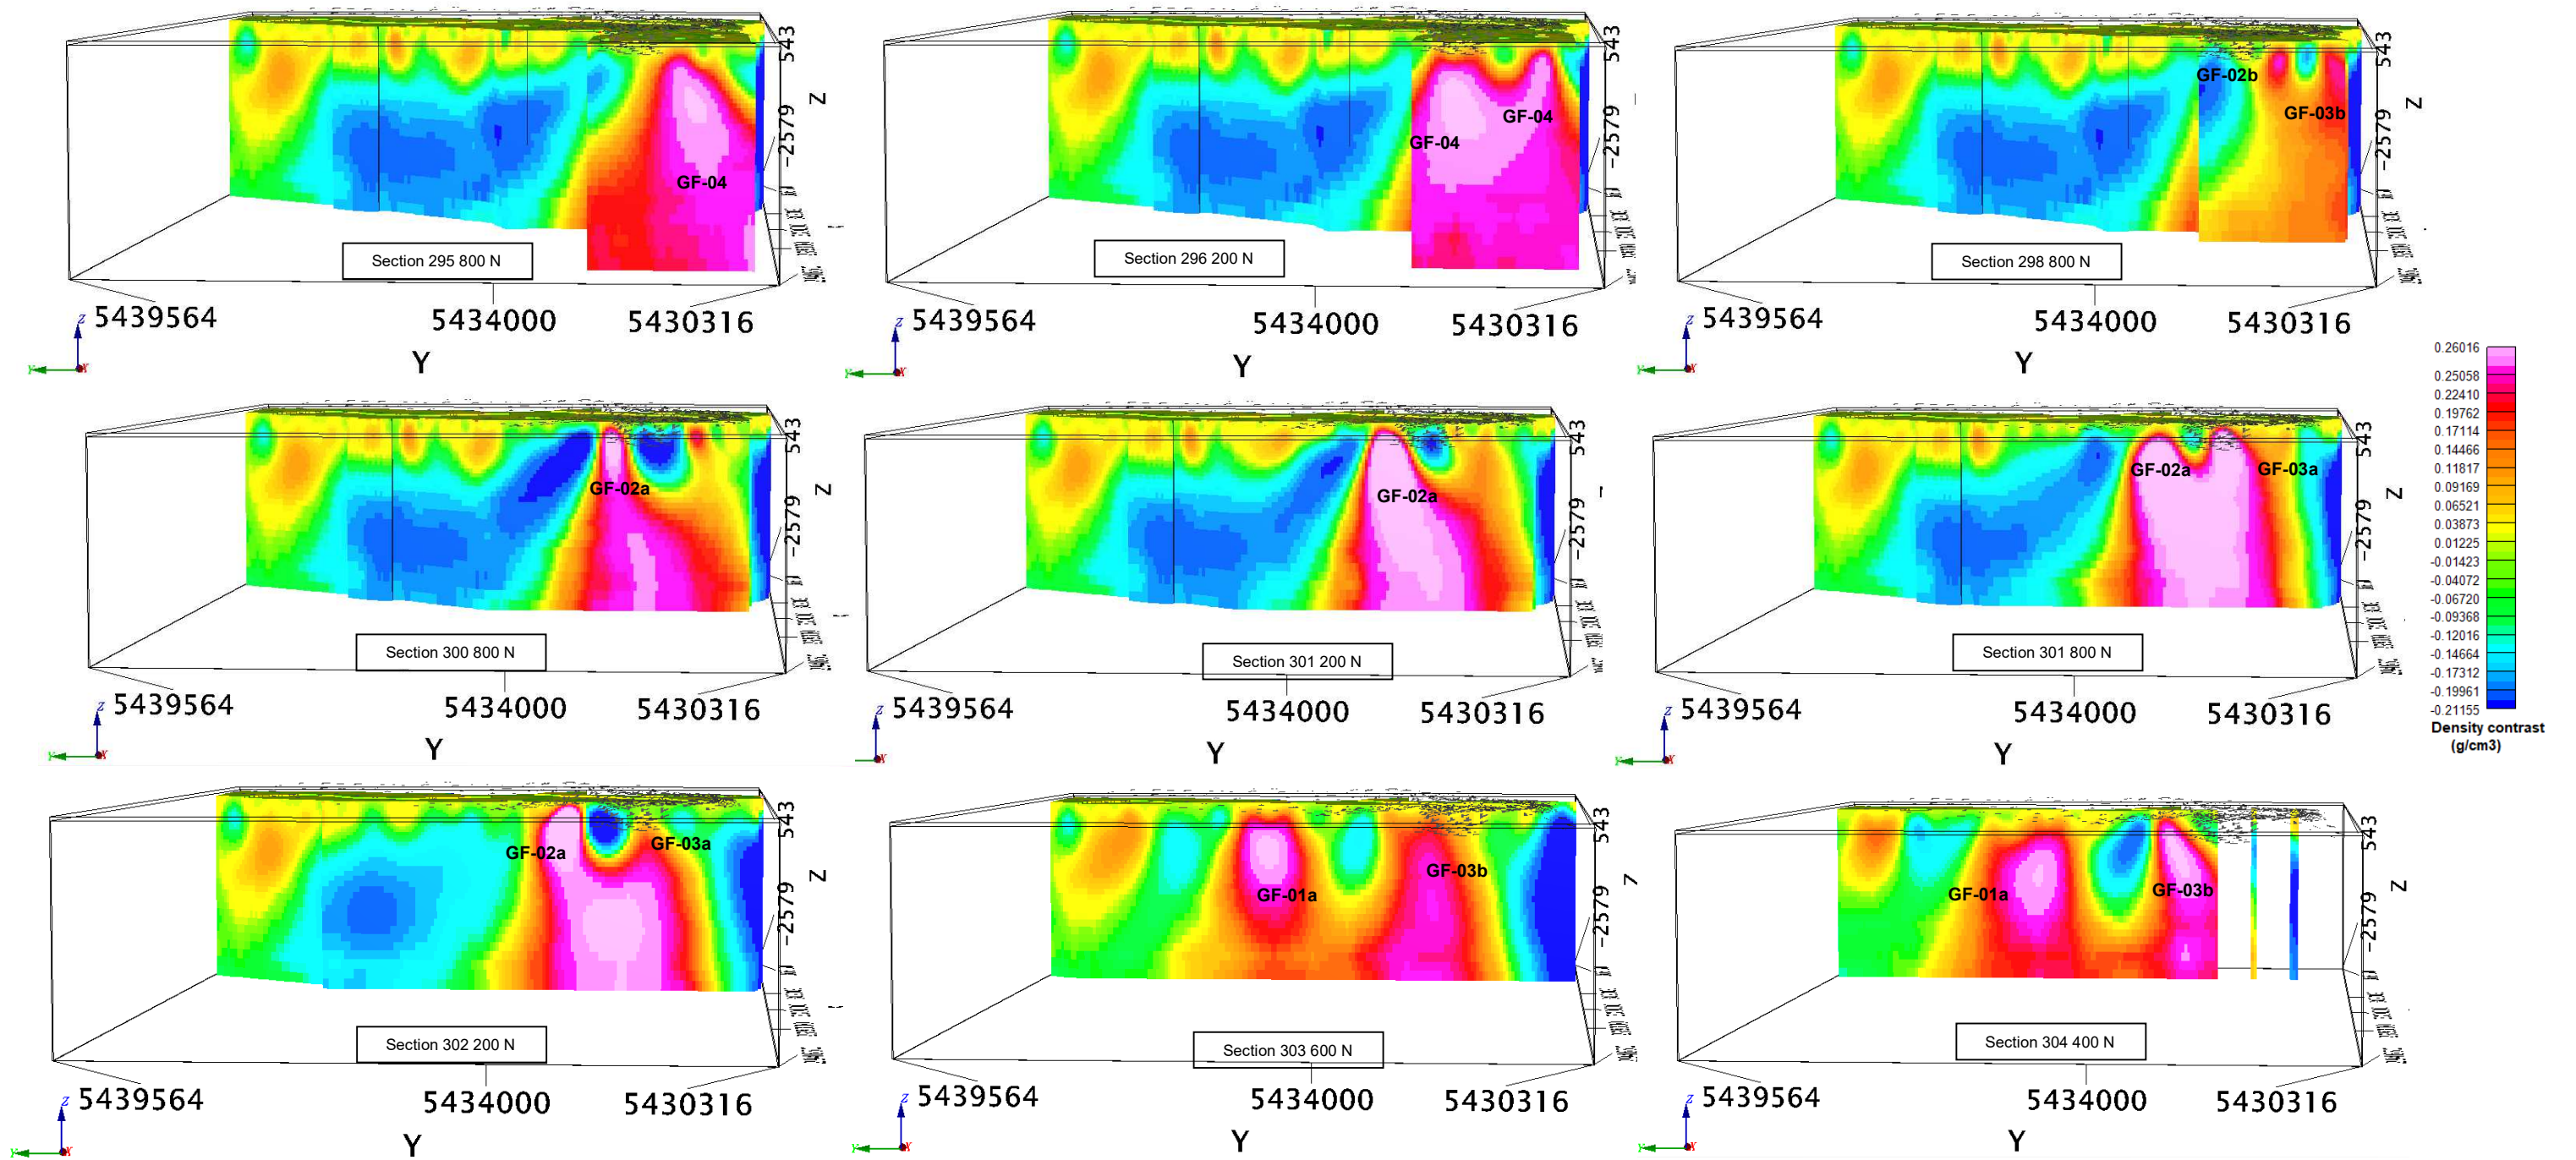 543
Z
-2579
GF-04
Section 295 800 N
5439564
5434000
5430316
Z
Y
X
Y
543
Z
-2579
GF-04
GF-04
Section 296 200 N
5439564
5434000
5430316
Z
Y
X
Y
543
Z
-2579
GF-02b
GF-03b
Section 298 800 N
5439564
5434000
5430316
Z
Y
X
Y
0.26016
0.25058
0.22410
0.19762
0.17114
0.14466
0.11817
0.09169
0.06521
0.03873
0.01225
-0.01423
-0.04072
-0.06720
-0.09368
-0.12016
-0.14664
-0.17312
-0.19961
-0.21155
Density contrast
(g/cm3)
543
Z
-2579
GF-02a
Section 300 800 N
5439564
5434000
5430316
Z
Y
X
Y
543
-2579
GF-02a
Section 301 200 N
5439564
5434000
5430316
Z
X
Y
543
Z
-2579
GF-02a
GF-03a
Section 301 800 N
5439564
5434000
5430316
Z
Y
X
Y
543
Z
-2579
GF-02a
GF-03a
Section 302 200 N
5439564
5434000
5430316
Z
Y
X
Y
543
-2579
GF-01a
GF-03b
Section 303 600 N
5439564
5434000
5430316
Z
Y
X
Y
543
Z
-2579
GF-01a
GF-03b
Section 304 400 N
5439564
5434000
5430316
Z
Y
X
Y